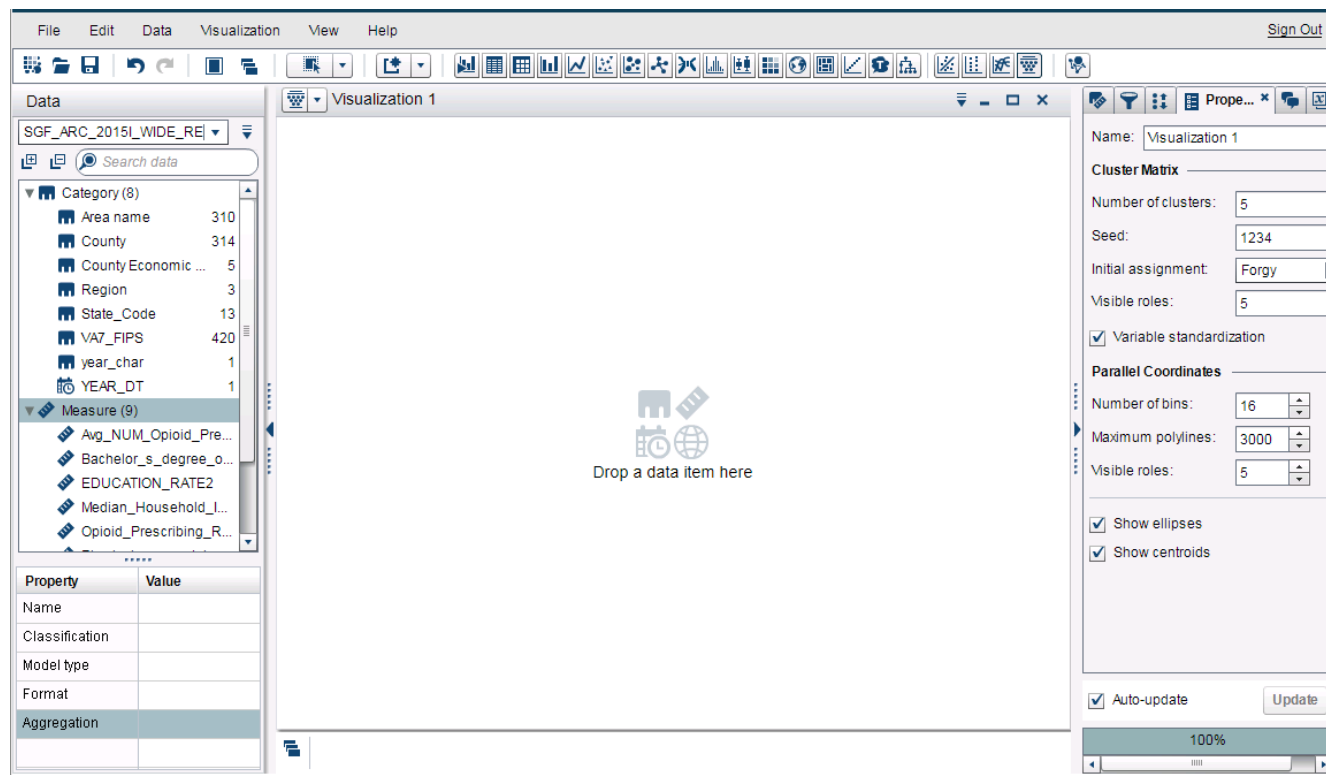 File Edit Data Visualization View Help Sign Out
Data
SGF_ARC_2015I_WIDE_RE
Search data
Category (8)
Area name 310
County 314
County Economic ... 5
Region 3
State_Code 13
VA7_FIPS 420
year_char 1
YEAR_DT 1
Measure (9)
Avg_NUM_Opioid_Pre...
Bachelor_s_degree_o...
EDUCATION_RATE2
Median_Household_I...
Opioid_Prescribing_R...
Property Value
Name
Classification
Model type
Format
Aggregation
Visualization 1
Drop a data item here
Prope...
Name: Visualization 1
Cluster Matrix
Number of clusters: 5
Seed: 1234
Initial assignment: Forgy
Visible roles: 5
Variable standardization
Parallel Coordinates
Number of bins: 16
Maximum polylines: 3000
Visible roles: 5
Show ellipses
Show centroids
Auto-update Update
100%